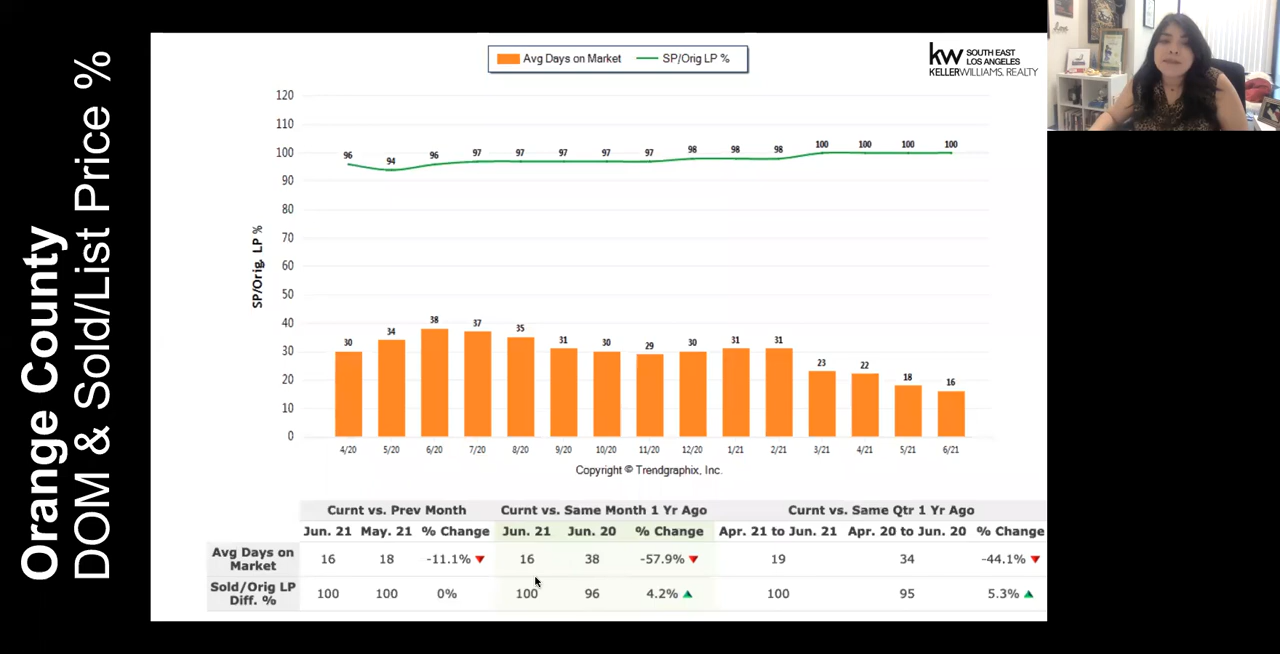 Orange County
DOM & Sold/List Price %
Avg Days on Market SP/Orig LP %
kw SOUTH EAST
LOS ANGELES
KELLERWILLIAMS. REALTY
SP/Orig. LP %
120
110
100
90
80
70
60
50
40
30
20
10
0
96 94 96 97 97 97 97 97 98 98 98 100 100 100 100
30 34 38 37 35 31 30 29 30 31 31 23 22 18 16
4/20 5/20 6/20 7/20 8/20 9/20 10/20 11/20 12/20 1/21 2/21 3/21 4/21 5/21 6/21
Copyright © Trendgraphix, Inc.
Curnt vs. Prev Month Curnt vs. Same Month 1 Yr Ago Curnt vs. Same Qtr 1 Yr Ago
Jun. 21 May. 21 % Change Jun. 21 Jun. 20 % Change Apr. 21 to Jun. 21 Apr. 20 to Jun. 20 % Change
Avg Days on
Market 16 18 -11.1% 16 38 -57.9% 19 34 -44.1%
Sold/Orig LP
Diff. % 100 100 0% 100 96 4.2% 100 95 5.3%